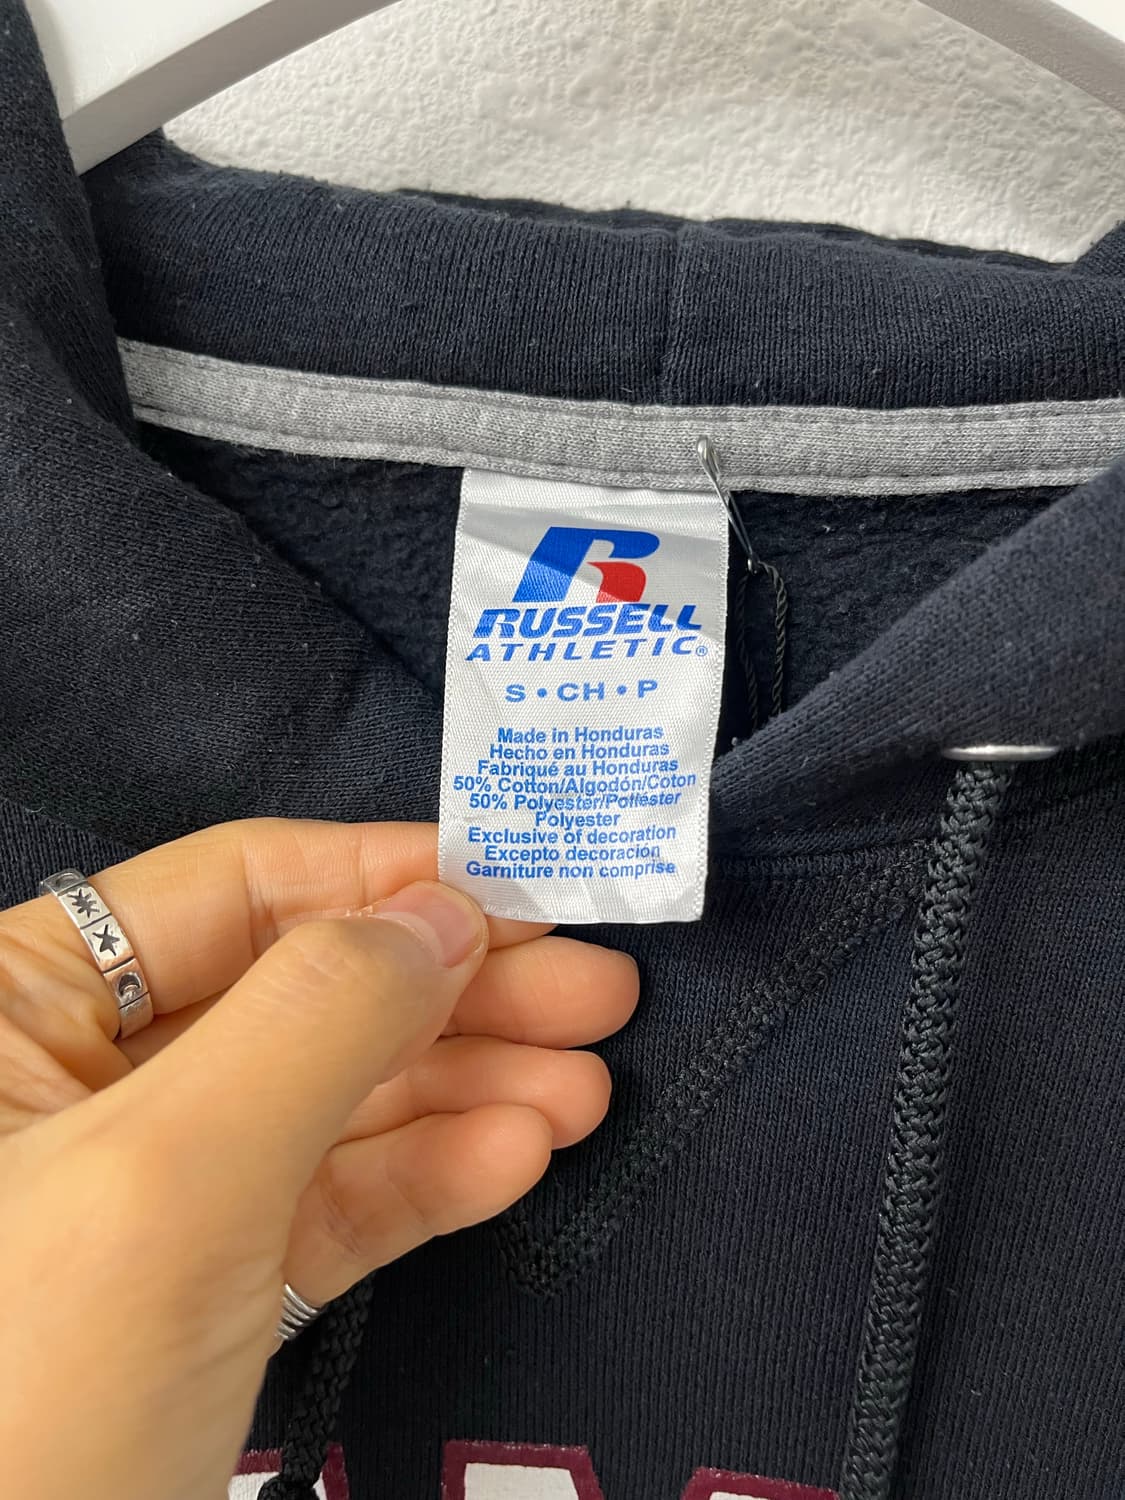 RUSSELL
ATHLETIC®
S • CH • P
Made in Honduras
Hecho en Honduras
Fabriqué au Honduras
50% Cotton/Algodón/Coton
50% Polyester/Poliéster
Polyester
Exclusive of decoration
Excepto decoración
Garniture non comprise